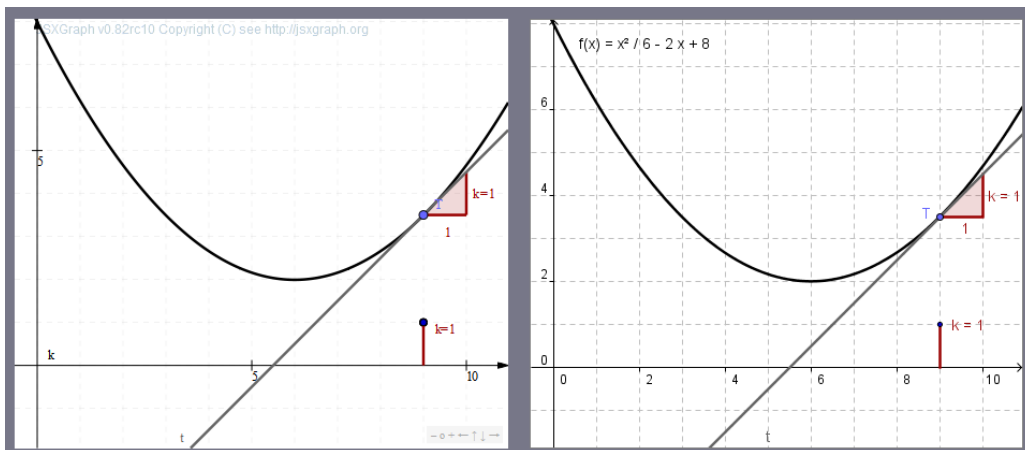 JSXGraph v0.82rc10 Copyright (C) see http://jsxgraph.org
5
k=1
T
1
k=1
k
5
10
t
− o + ← ↑ ↓ →
f(x) = x² / 6 - 2 x + 8
6
4
T
k = 1
1
2
k = 1
0
0
2
4
6
8
10
t